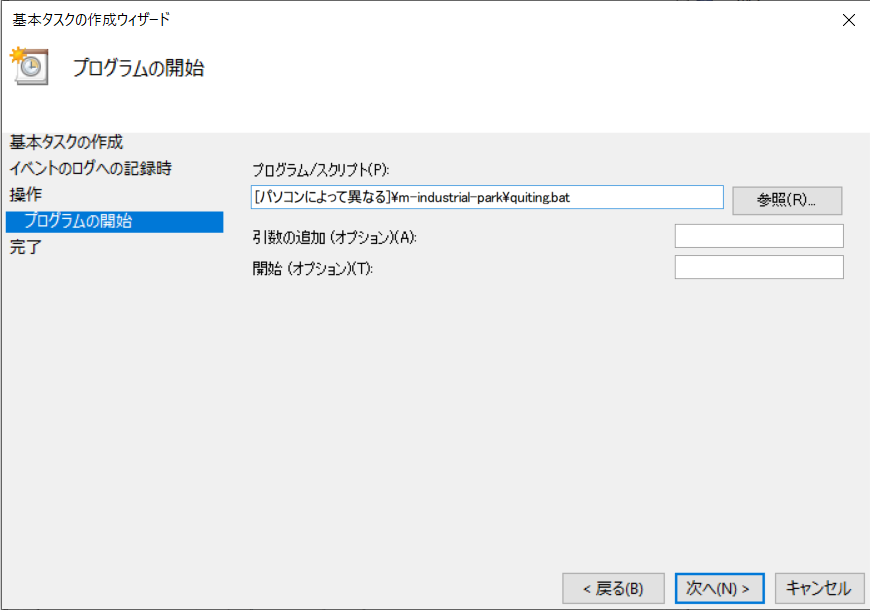 基本タスクの作成ウィザード
プログラムの開始
基本タスクの作成
イベントのログへの記録時
操作
プログラムの開始
完了
プログラム/スクリプト(P):
[パソコンによって異なる]¥m-industrial-park¥quiting.bat
参照(R)...
引数の追加 (オプション)(A):
開始 (オプション)(T):
< 戻る(B)
次へ(N) >
キャンセル